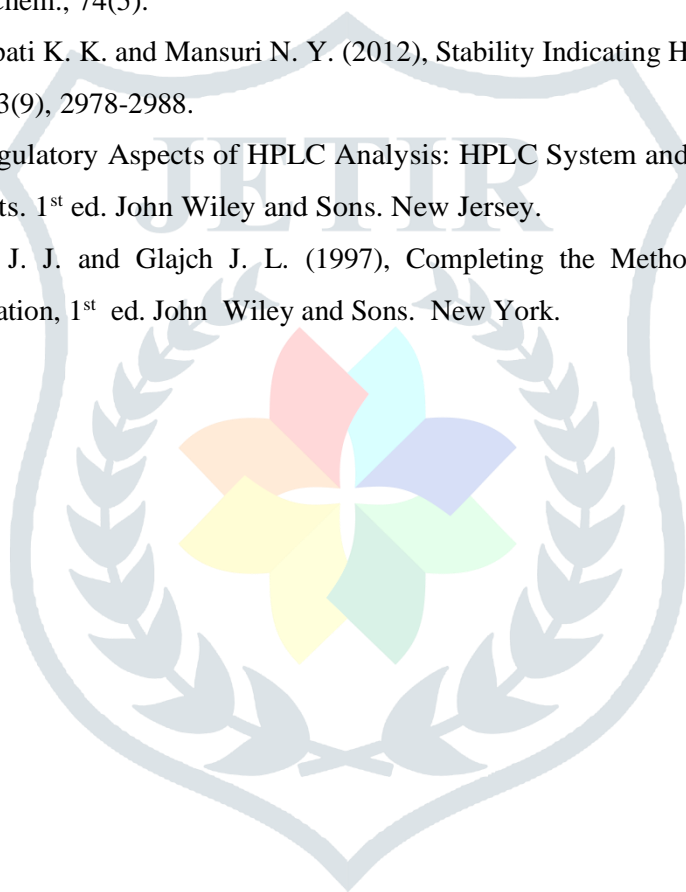 hem., 74(5).
pati K. K. and Mansuri N. Y. (2012), Stability Indicating H
3(9), 2978-2988.
gulatory Aspects of HPLC Analysis: HPLC System and
ts. 1st ed. John Wiley and Sons. New Jersey.
J. J. and Glajch J. L. (1997), Completing the Metho
ation, 1st ed. John Wiley and Sons. New York.
JETIR